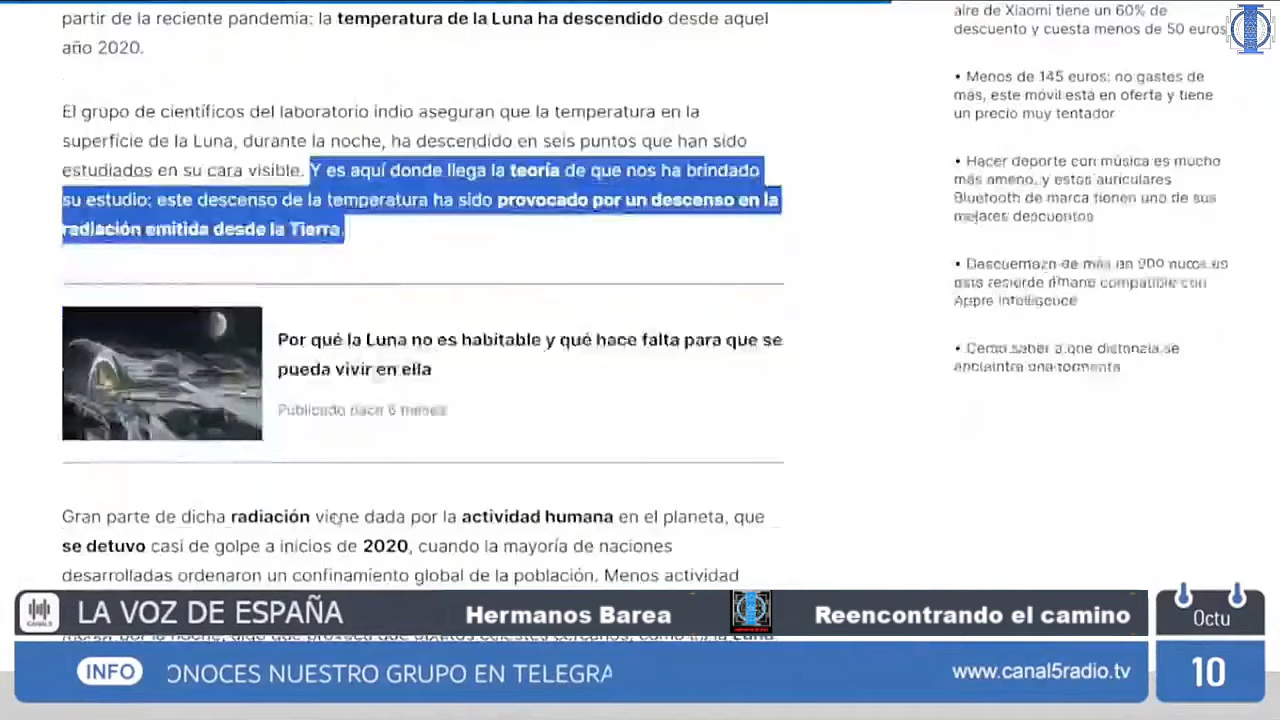 partir de la reciente pandemia: la temperatura de la Luna ha descendido desde aquel
año 2020.
El grupo de científicos del laboratorio indio aseguran que la temperatura en la
superficie de la Luna, durante la noche, ha descendido en seis puntos que han sido
estudiados en su cara visible. Y es aquí donde llega la teoría de que nos ha brindado
su estudio: este descenso de la temperatura ha sido provocado por un descenso en la
radiación emitida desde la Tierra.
Por qué la Luna no es habitable y qué hace falta para que se
pueda vivir en ella
Publicado hace 6 meses
Gran parte de dicha radiación viene dada por la actividad humana en el planeta, que
se detuvo casi de golpe a inicios de 2020, cuando la mayoría de naciones
desarrolladas ordenaron un confinamiento global de la población. Menos actividad
aire de Xiaomi tiene un 60% de
descuento y cuesta menos de 50 euros
• Menos de 145 euros: no gastes de
más, este móvil está en oferta y tiene
un precio muy tentador
• Hacer deporte con música es mucho
más ameno, y estos auriculares
Bluetooth de marca tienen uno de sus
mejores descuentos
LA VOZ DE ESPAÑA
Hermanos Barea
Reencontrando el camino
Octu
10
INFO
ONOCES NUESTRO GRUPO EN TELEGRA
www.canal5radio.tv